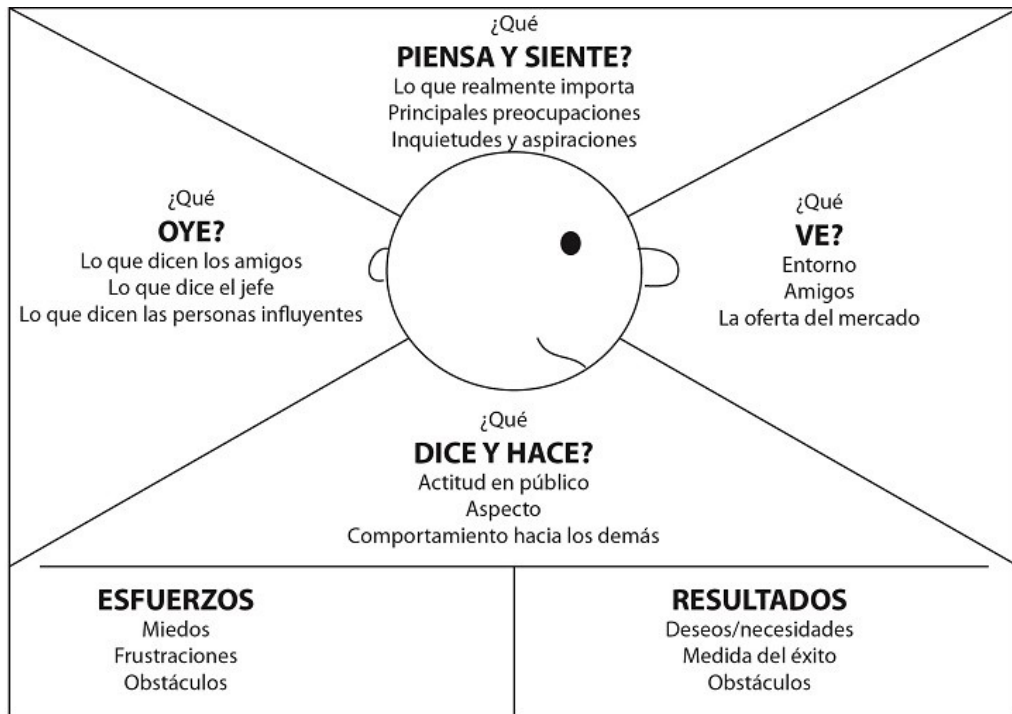 ¿Qué
PIENSA Y SIENTE?
Lo que realmente importa
Principales preocupaciones
Inquietudes y aspiraciones
¿Qué
OYE?
Lo que dicen los amigos
Lo que dice el jefe
Lo que dicen las personas influyentes
¿Qué
VE?
Entorno
Amigos
La oferta del mercado
¿Qué
DICE Y HACE?
Actitud en público
Aspecto
Comportamiento hacia los demás
ESFUERZOS
Miedos
Frustraciones
Obstáculos
RESULTADOS
Deseos/necesidades
Medida del éxito
Obstáculos